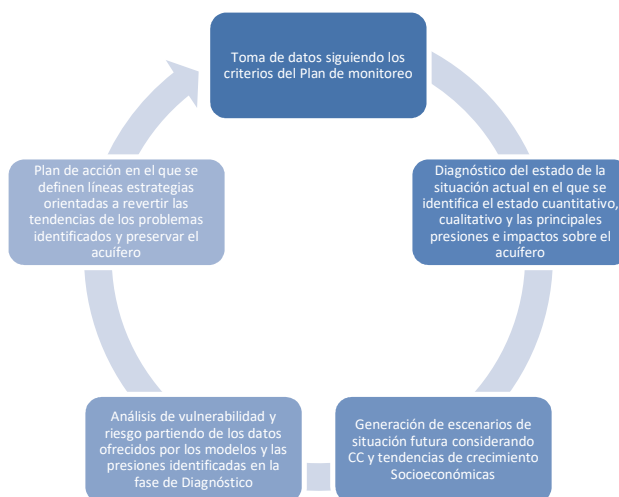 Toma de datos siguiendo los
criterios del Plan de monitoreo
Diagnóstico del estado de la
situación actual en el que se
identifica el estado cuantitativo,
cualitativo y las principales
presiones e impactos sobre el
acuífero
Generación de escenarios de
situación futura considerando
CC y tendencias de crecimiento
Socioeconómicas
Análisis de vulnerabilidad y
riesgo partiendo de los datos
ofrecidos por los modelos y las
presiones identificadas en la
fase de Diagnóstico
Plan de acción en el que se
definen líneas estrategias
orientadas a revertir las
tendencias de los problemas
identificados y preservar el
acuífero